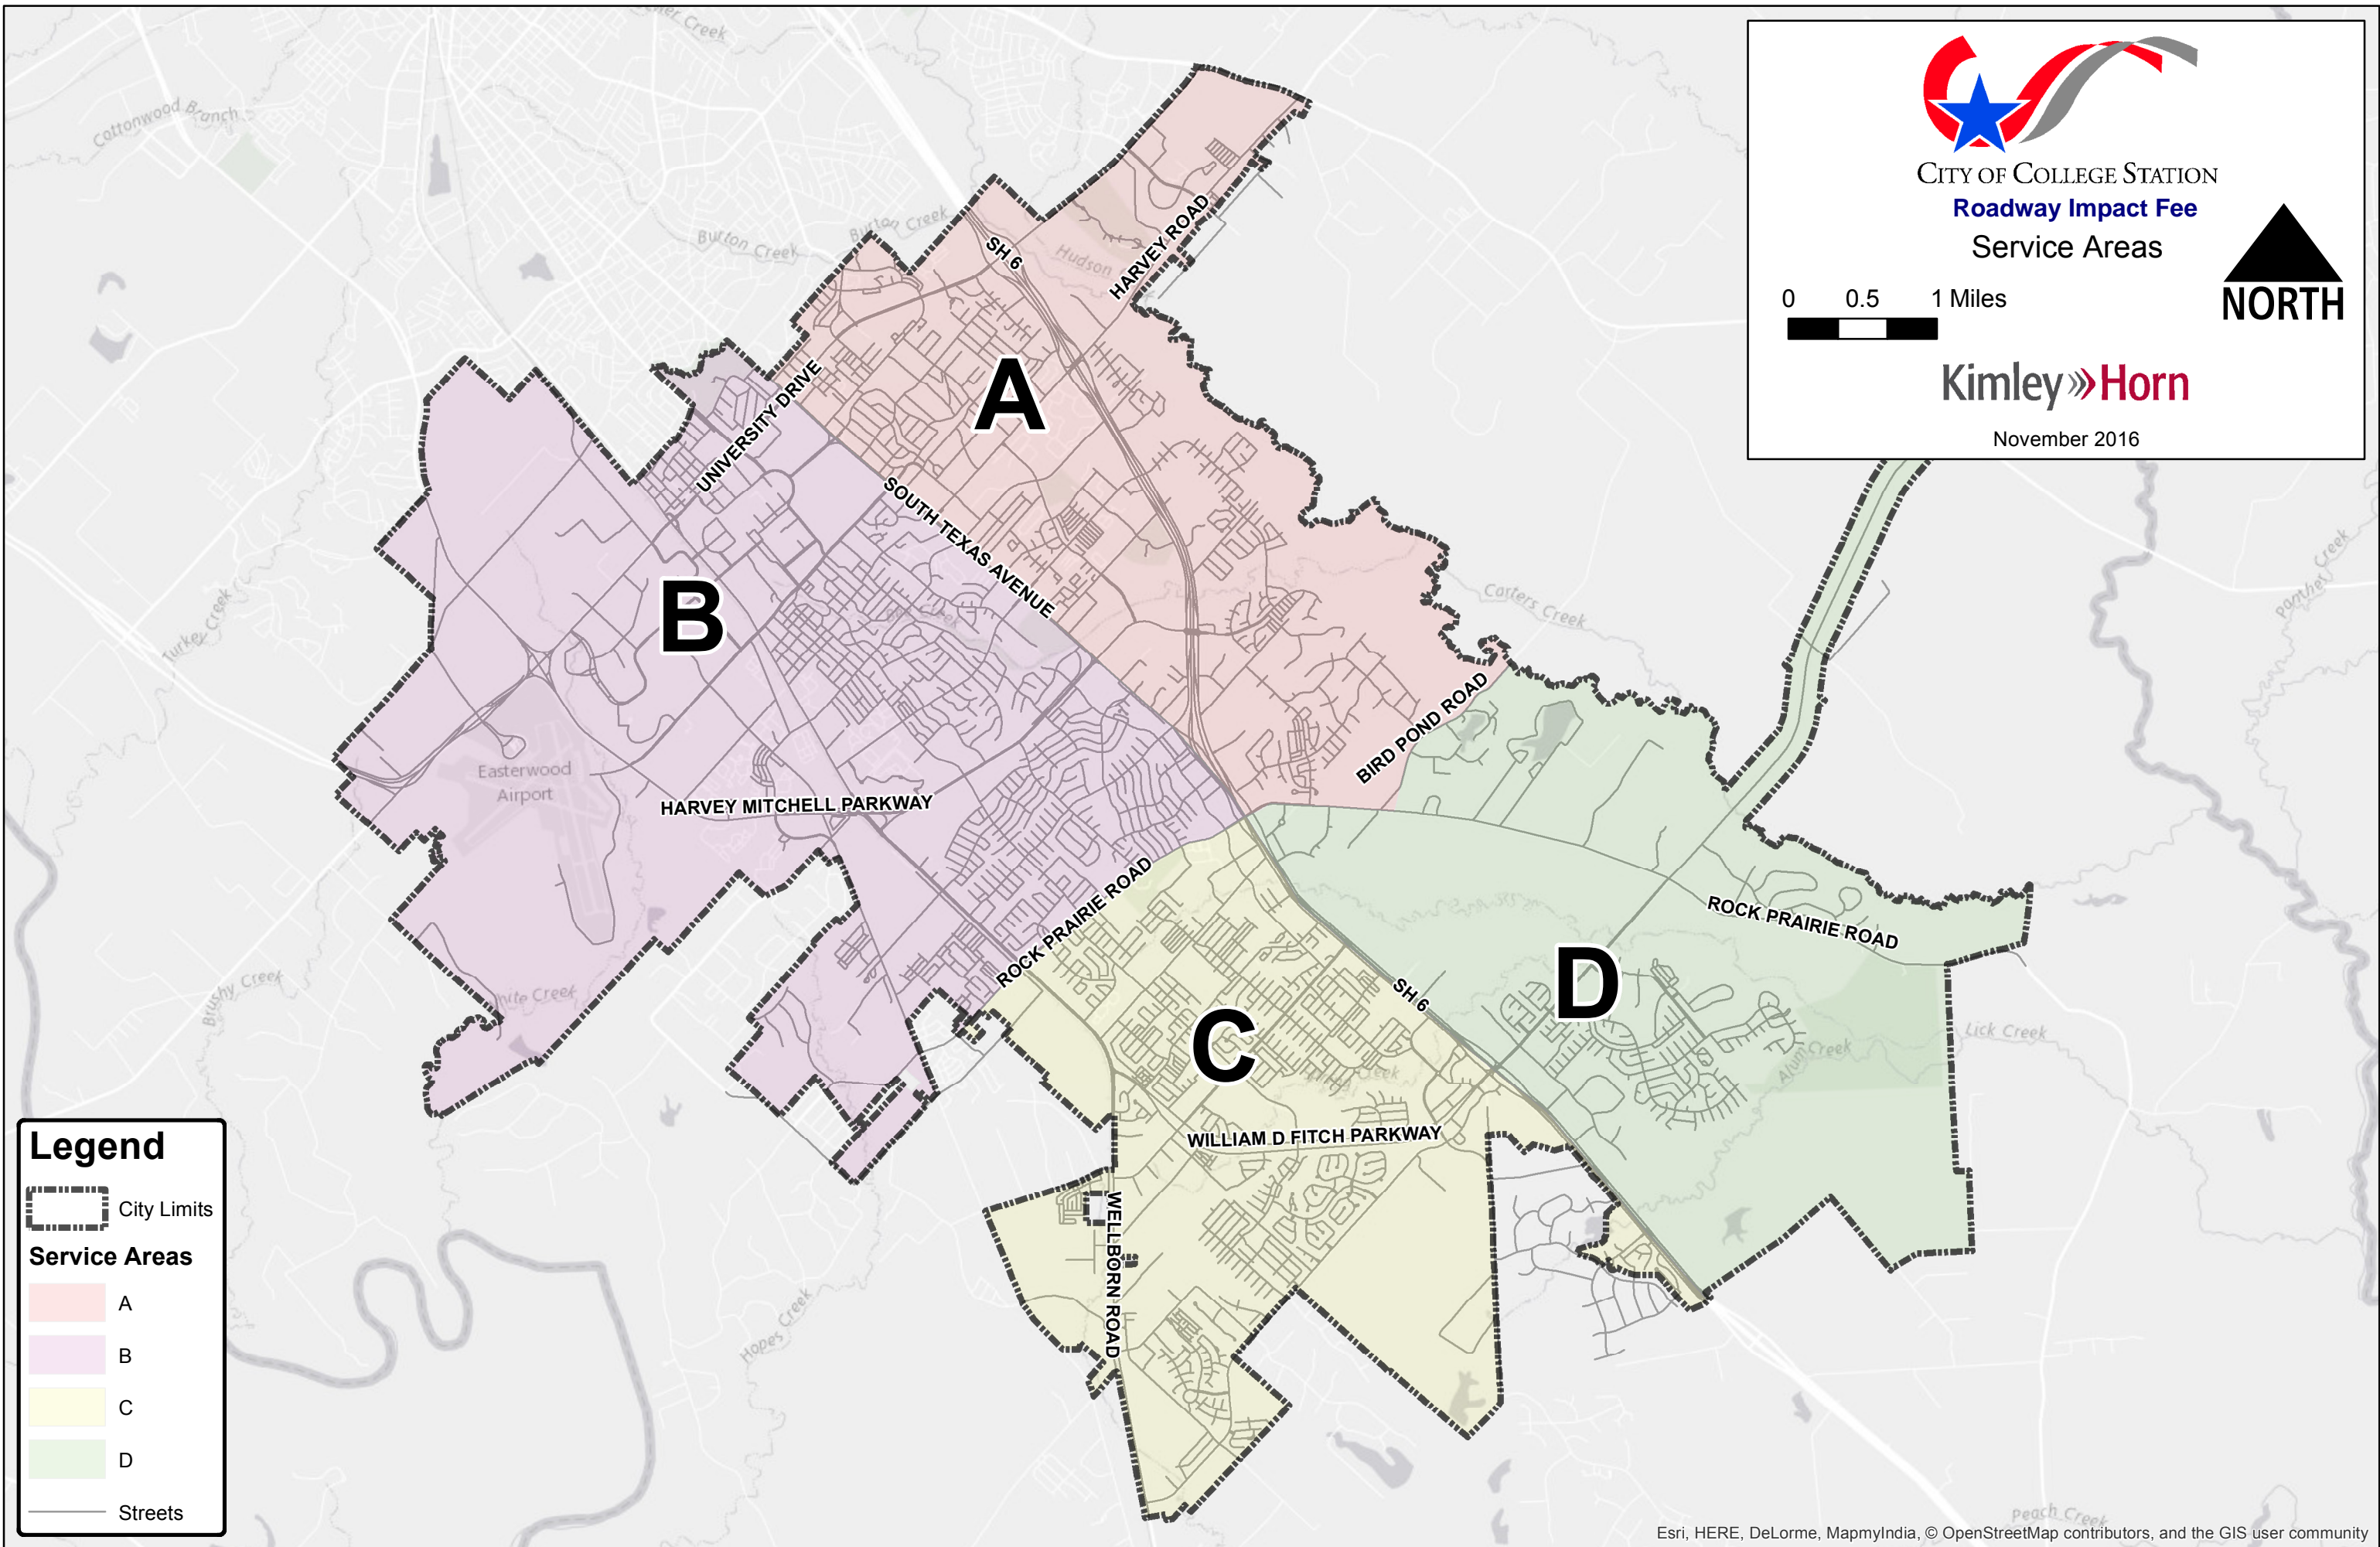 CITY OF COLLEGE STATION
Roadway Impact Fee
Service Areas
0 0.5 1 Miles
NORTH
Kimley»Horn
November 2016
Cottonwood Branch
Burton Creek
Burton Creek
SH 6
Hudson
HARVEY ROAD
A
UNIVERSITY DRIVE
SOUTH TEXAS AVENUE
B
Turkey Creek
Carters Creek
Panther Creek
BIRD POND ROAD
Easterwood
Airport
HARVEY MITCHELL PARKWAY
ROCK PRAIRIE ROAD
ROCK PRAIRIE ROAD
D
SH 6
C
Brushy Creek
Creek
Lick Creek
Alum Creek
Creek
WILLIAM D FITCH PARKWAY
WELLBORN ROAD
Hopes Creek
Peach Creek
Legend
City Limits
Service Areas
A
B
C
D
Streets
Esri, HERE, DeLorme, MapmyIndia, © OpenStreetMap contributors, and the GIS user community